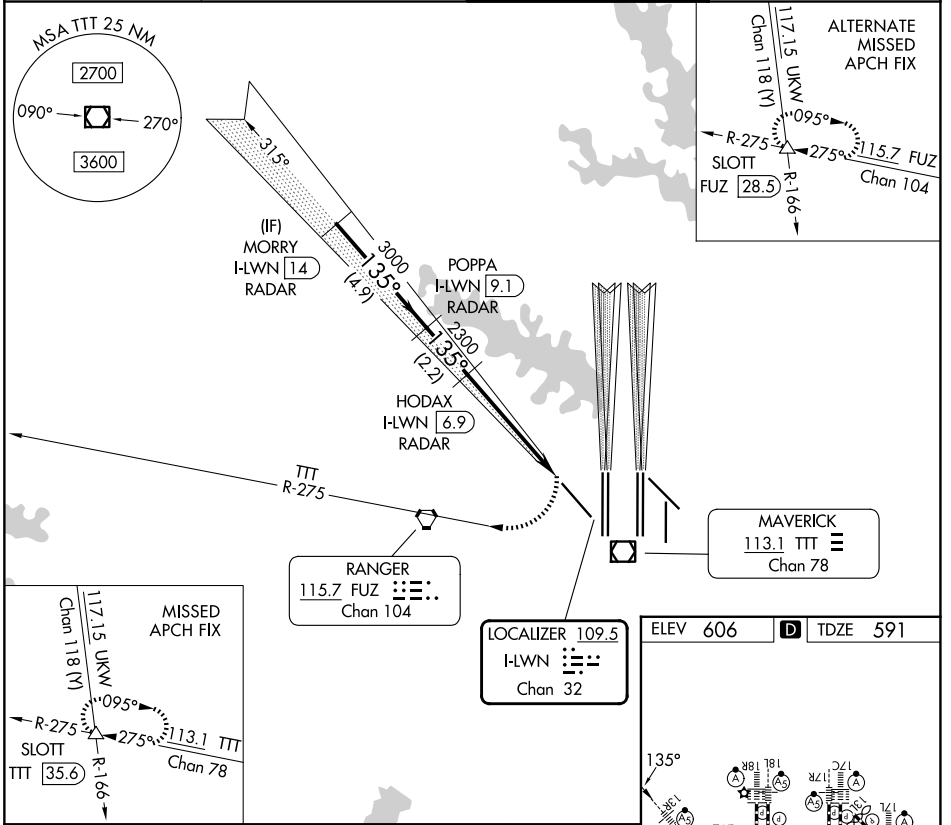 MSA TTT 25 NM
2700
090°
270°
3600
315°
(IF)
MORRY
I-LWN 14
RADAR
3000
135°
(4.9)
POPPA
I-LWN 9.1
RADAR
2300
135°
(2.2)
HODAX
I-LWN 6.9
RADAR
TTT
R-275
RANGER
115.7 FUZ
Chan 104
MAVERICK
113.1 TTT
Chan 78
LOCALIZER 109.5
I-LWN
Chan 32
ALTERNATE
MISSED
APCH FIX
117.15 UKW
Chan 118 (Y)
095°
R-275
275°
115.7 FUZ
Chan 104
SLOTT
FUZ 28.5
R-166
MISSED
APCH FIX
117.15 UKW
Chan 118 (Y)
095°
R-275
275°
113.1 TTT
Chan 78
SLOTT
TTT 35.6
R-166
ELEV 606 D TDZE 591
135°
13R
A5
18R
A
18L
A5
P
P
17R
A5
17C
A
P
13L
17L
A